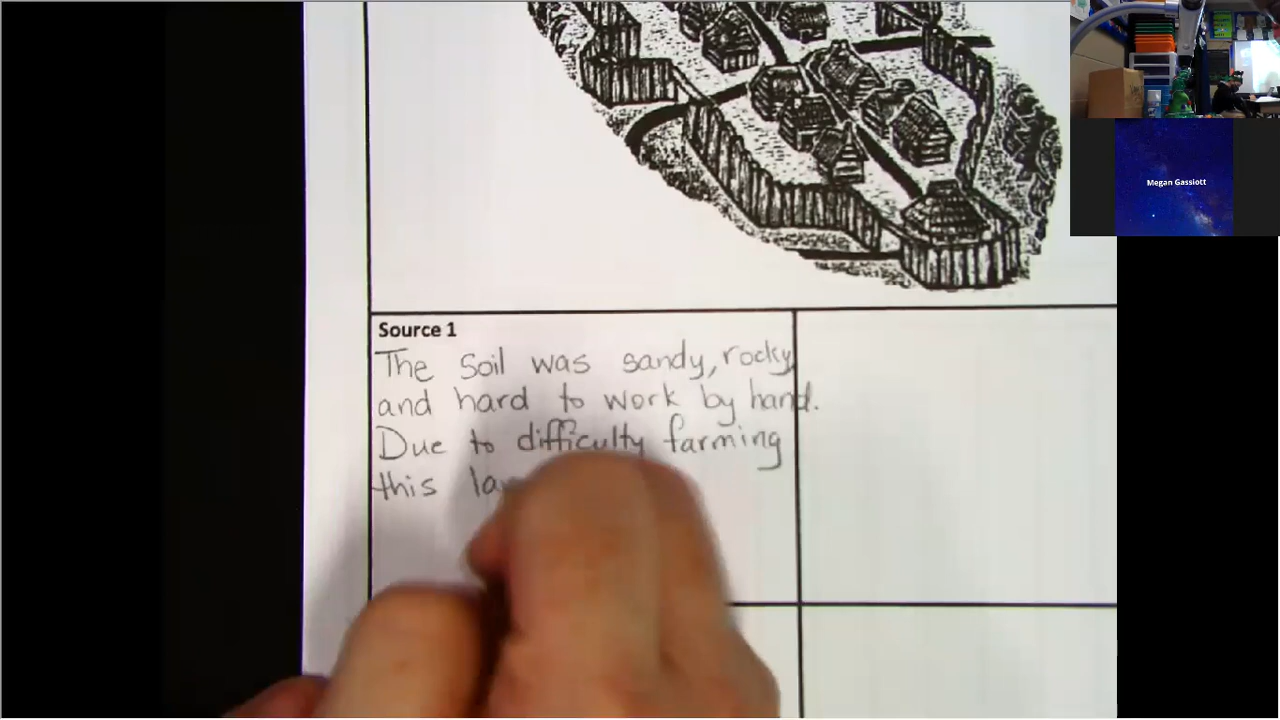 Megan Gassiott
Source 1
The Soil was sandy, rocky
and hard to work by hand.
Due to difficulty farming
this